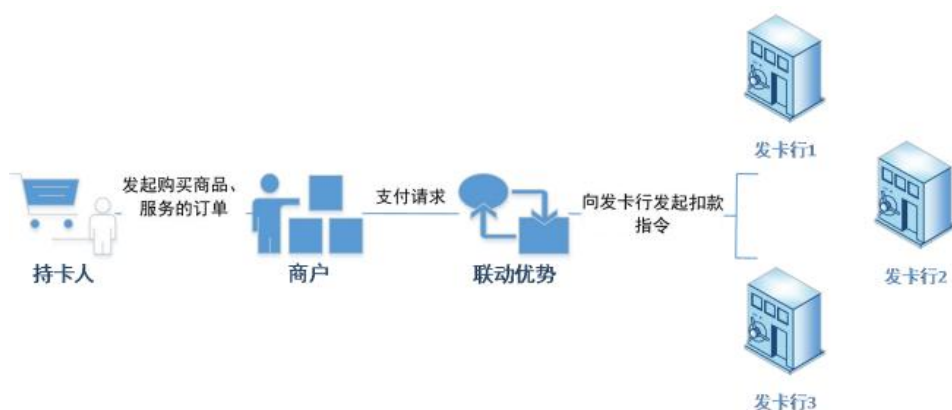 发卡行1
发起购买商品、
服务的订单
支付请求
向发卡行发起扣款
指令
持卡人
商户
联动优势
发卡行2
发卡行3